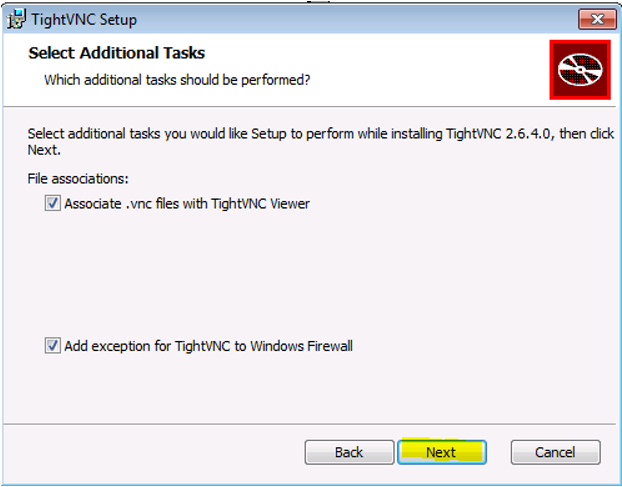 TightVNC Setup
Select Additional Tasks
Which additional tasks should be performed?
Select additional tasks you would like Setup to perform while installing TightVNC 2.6.4.0, then click
Next.
File associations:
Associate .vnc files with TightVNC Viewer
Add exception for TightVNC to Windows Firewall
Back Next Cancel